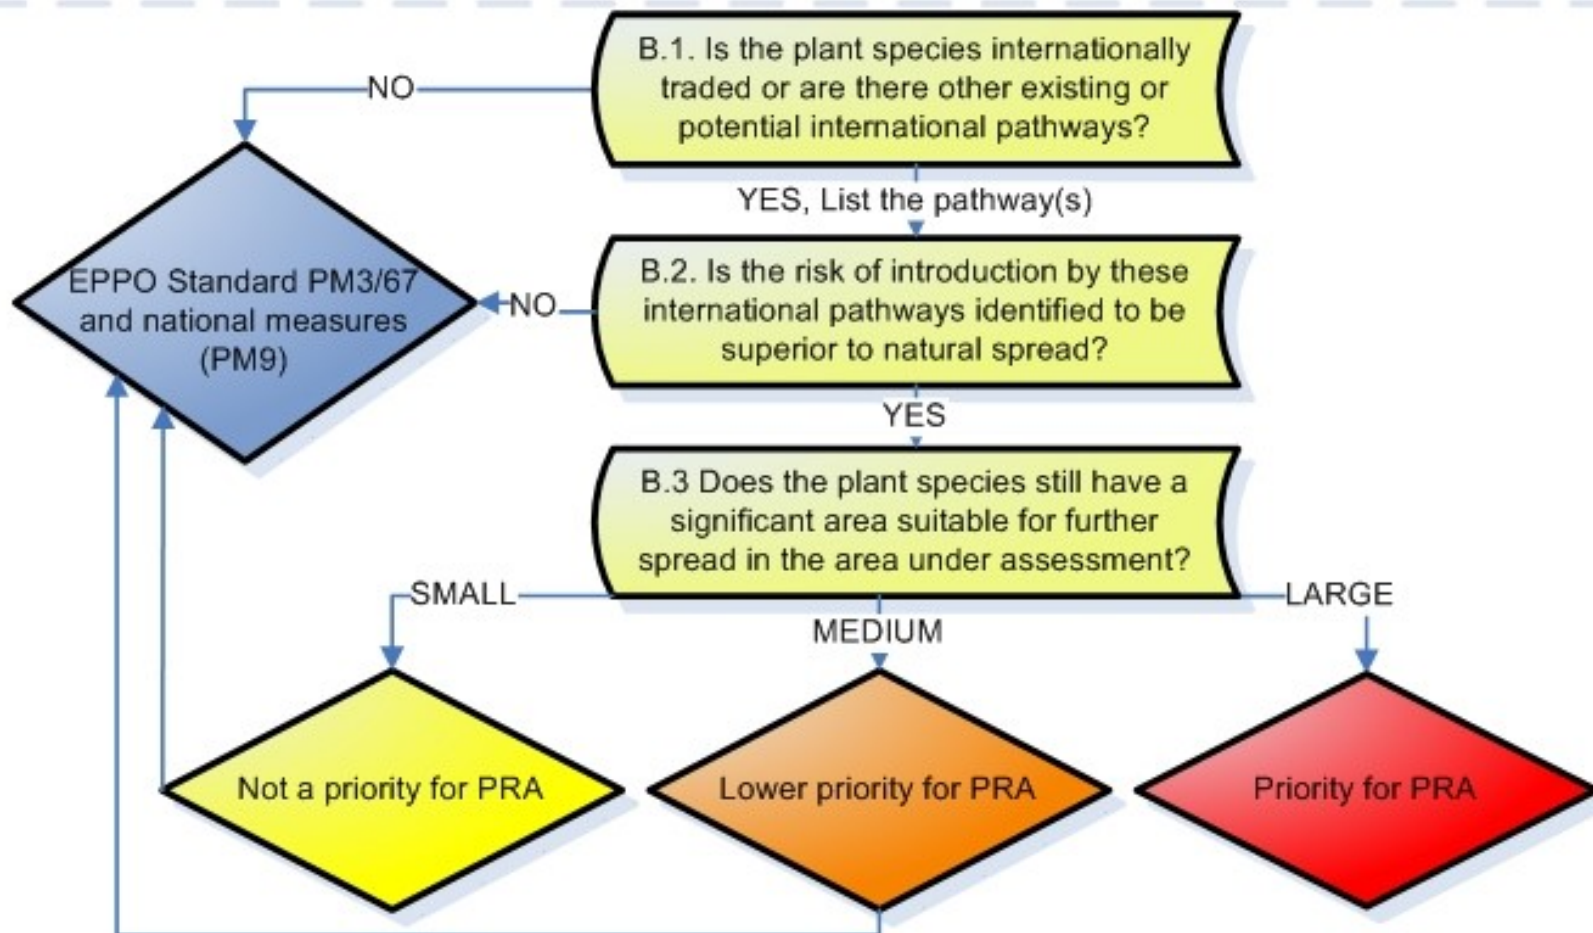 B.1. Is the plant species internationally
traded or are there other existing or
potential international pathways?
NO
YES, List the pathway(s)
EPPO Standard PM3/67
and national measures
(PM9)
B.2. Is the risk of introduction by these
international pathways identified to be
superior to natural spread?
NO
YES
B.3 Does the plant species still have a
significant area suitable for further
spread in the area under assessment?
SMALL
MEDIUM
LARGE
Not a priority for PRA
Lower priority for PRA
Priority for PRA